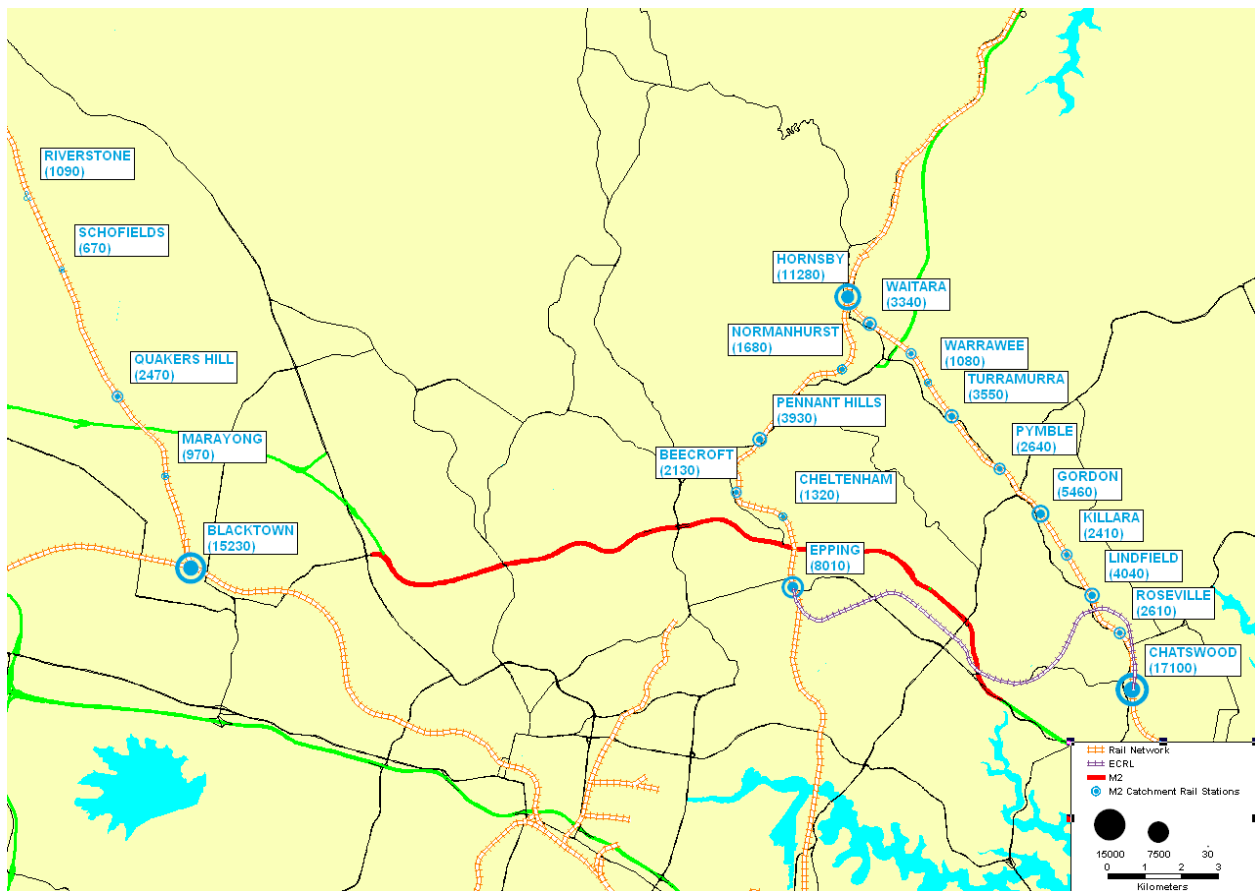 RIVERSTONE
(1090)
SCHOFIELDS
(670)
HORNSBY
(11280)
WAITARA
(3340)
NORMANHURST
(1680)
WARRAWEE
(1080)
QUAKERS HILL
(2470)
TURRAMURRA
(3550)
PENNANT HILLS
(3930)
PYMBLE
(2640)
MARAYONG
(970)
BEECROFT
(2130)
CHELTENHAM
(1320)
GORDON
(5460)
KILLARA
(2410)
BLACKTOWN
(15230)
EPPING
(8010)
LINDFIELD
(4040)
ROSEVILLE
(2610)
CHATSWOOD
(17100)
Rail Network
ECRL
M2
M2 Catchment Rail Stations
15000 7500 30
0 1 2 3
Kilometers